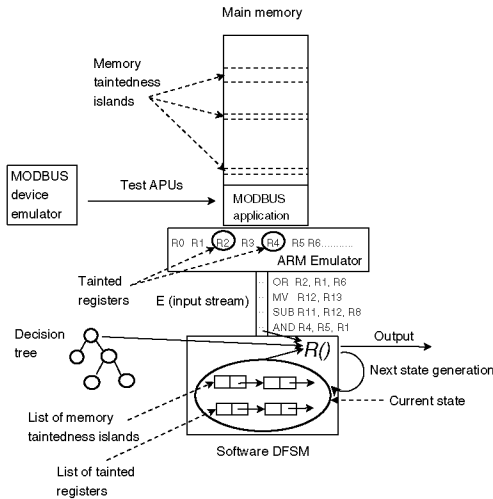 Main memory
Memory
taintedness
islands
MODBUS
device
emulator
Test APUs
MODBUS
application
R0 R1 R2 R3 R4 R5 R6...........
ARM Emulator
Tainted
registers
E (input stream)
OR R2, R1, R6
MV R12, R13
SUB R11, R12, R8
AND R4, R5, R1
Decision
tree
R()
Output
Next state generation
Current state
List of memory
taintedness islands
List of tainted
registers
Software DFSM